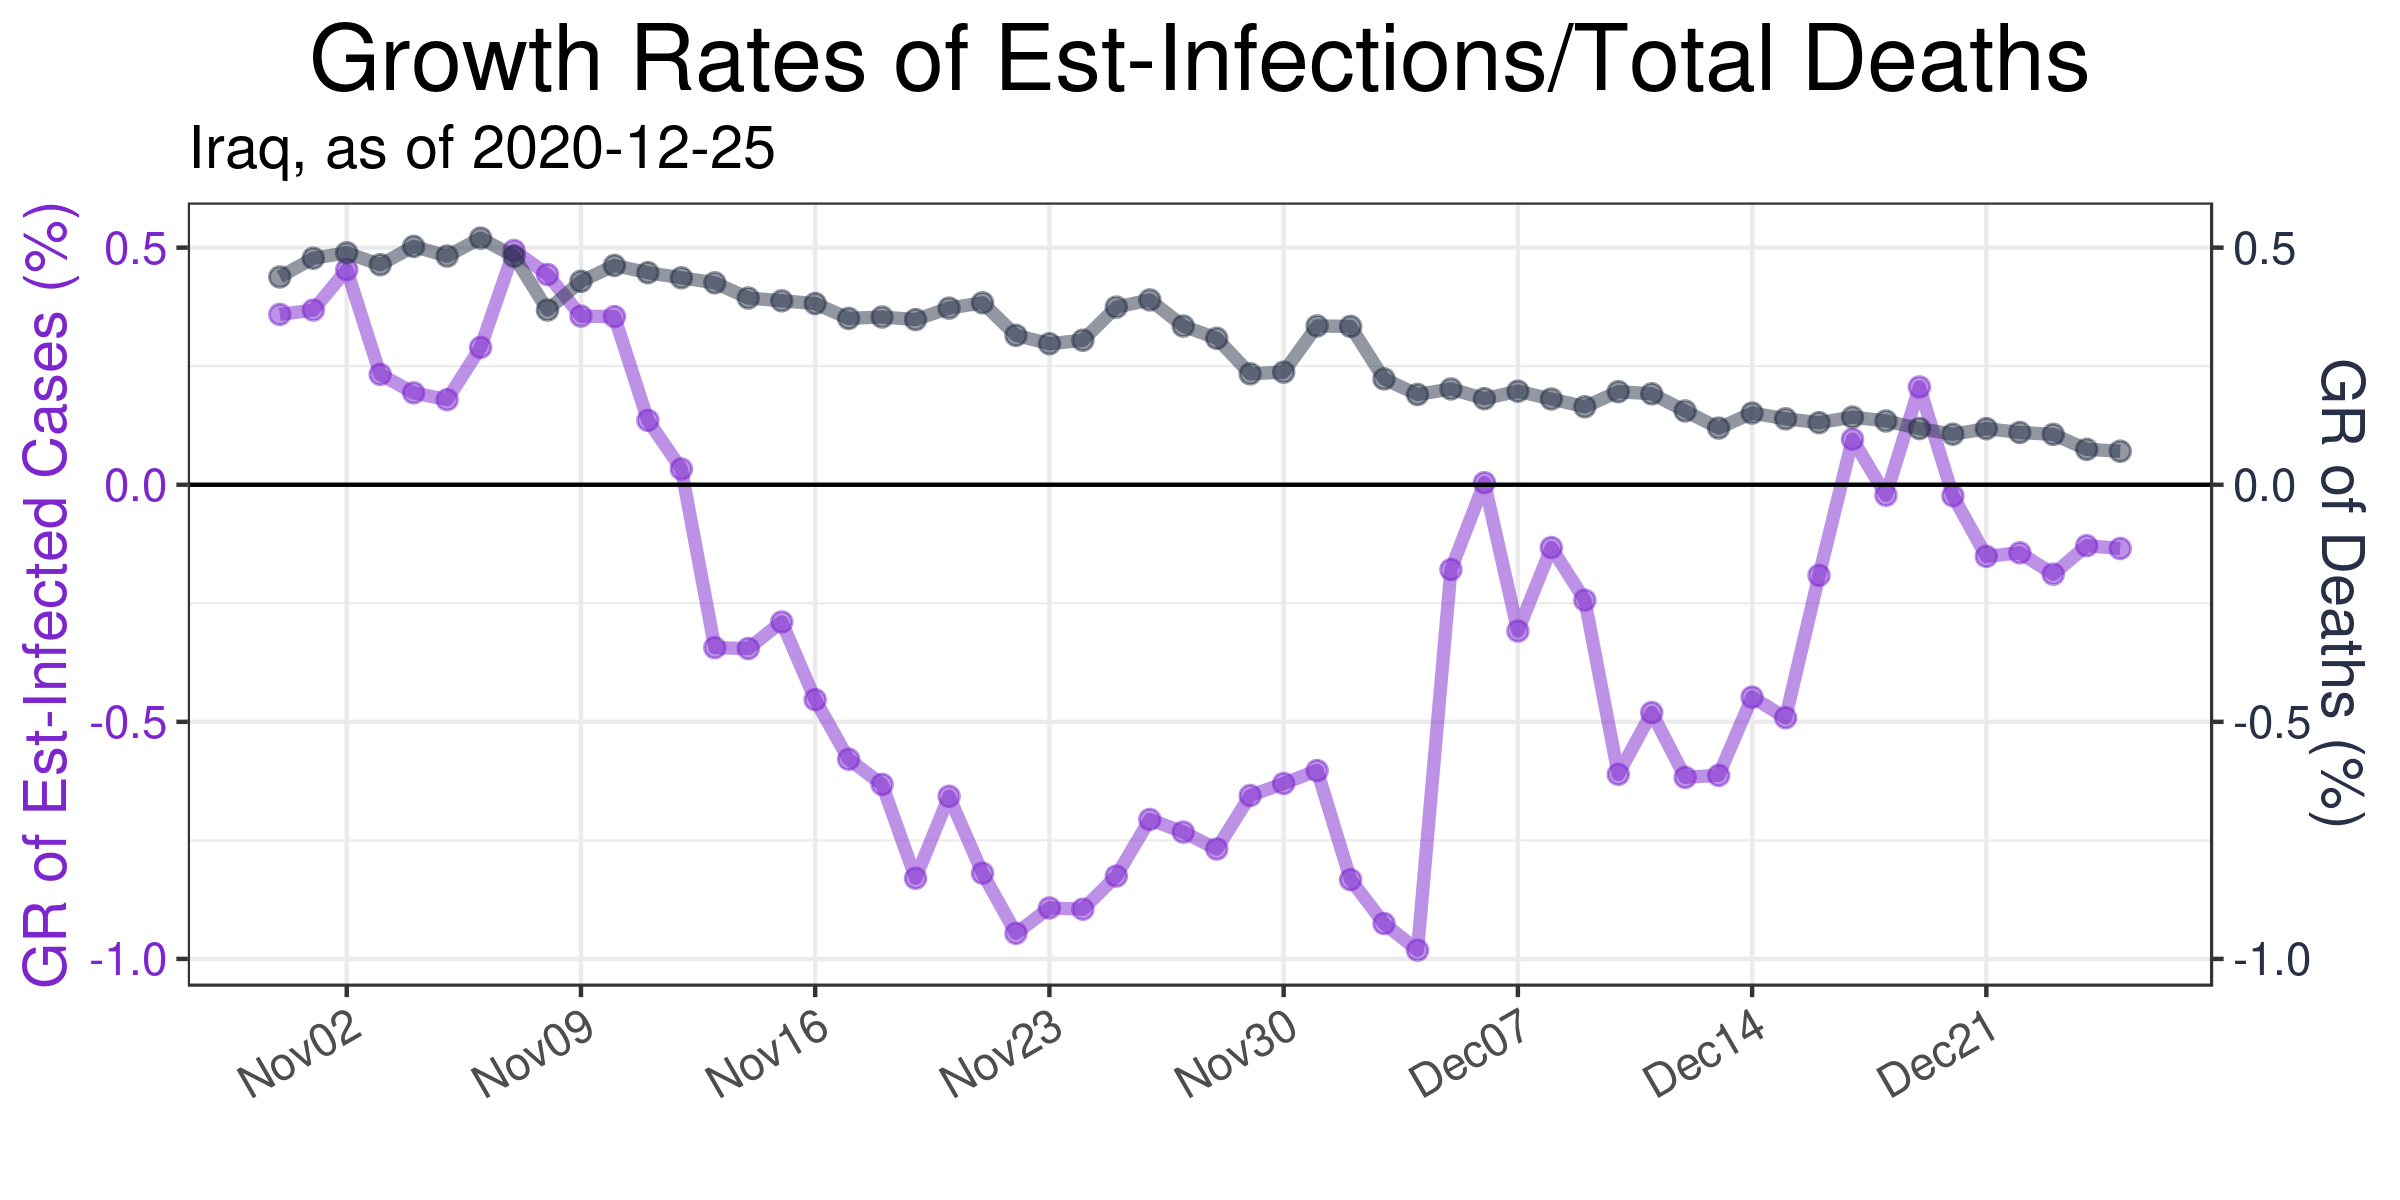 Growth Rates of Est-Infections/Total Deaths
Iraq, as of 2020-12-25
GR of Est-Infected Cases (%)
0.5
0.0
-0.5
-1.0
0.5
0.0
-0.5
-1.0
GR of Deaths (%)
Nov02
Nov09
Nov16
Nov23
Nov30
Dec07
Dec14
Dec21